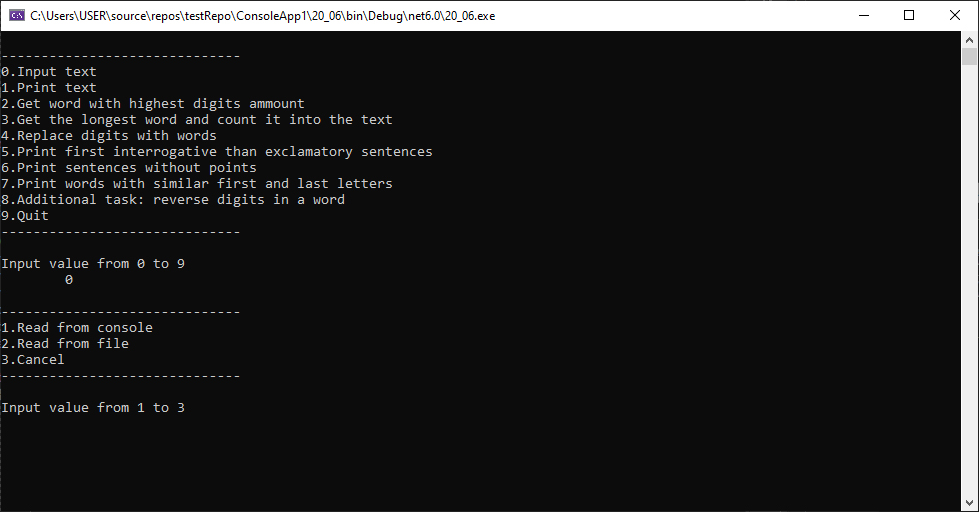 C:\Users\USER\source\repos\testRepo\ConsoleApp1\20_06\bin\Debug\net6.0\20_06.exe
------------------------------
0.Input text
1.Print text
2.Get word with highest digits ammount
3.Get the longest word and count it into the text
4.Replace digits with words
5.Print first interrogative than exclamatory sentences
6.Print sentences without points
7.Print words with similar first and last letters
8.Additional task: reverse digits in a word
9.Quit
------------------------------
Input value from 0 to 9
0
------------------------------
1.Read from console
2.Read from file
3.Cancel
------------------------------
Input value from 1 to 3